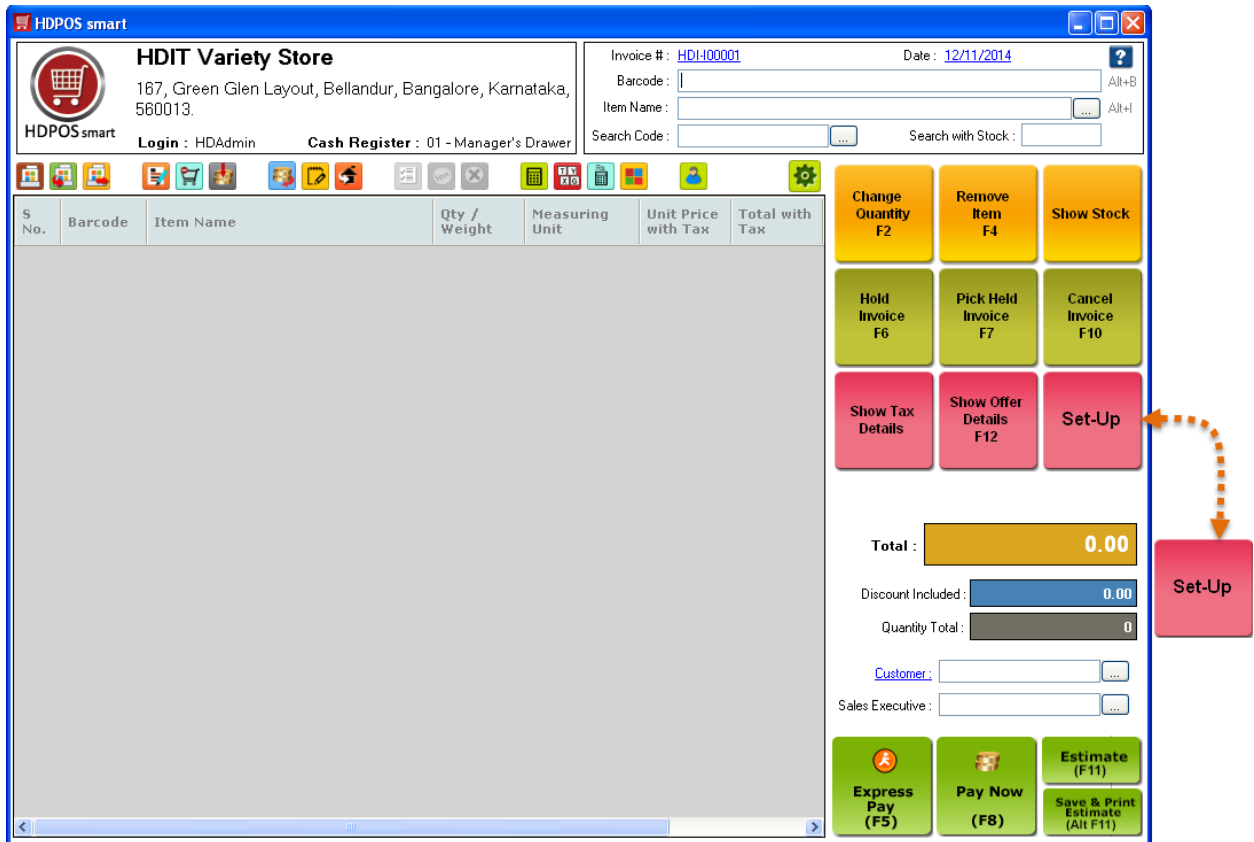 HDPOS smart
HDPOS smart
HDIT Variety Store
167, Green Glen Layout, Bellandur, Bangalore, Karnataka,
560013.
Login : HDAdmin Cash Register : 01 - Manager's Drawer
Invoice # : HDI-I00001 Date : 12/11/2014 ?
Barcode : Alt+B
Item Name : ... Alt+I
Search Code : ... Search with Stock :
S
No.
Barcode
Item Name
Qty /
Weight
Measuring
Unit
Unit Price
with Tax
Total with
Tax
Change
Quantity
F2
Remove
Item
F4
Show Stock
Hold
Invoice
F6
Pick Held
Invoice
F7
Cancel
Invoice
F10
Show Tax
Details
Show Offer
Details
F12
Set-Up
Total : 0.00
Discount Included : 0.00
Set-Up
Quantity Total : 0
Customer : ...
Sales Executive : ...
Express
Pay
(F5)
Pay Now
(F8)
Estimate
(F11)
Save & Print
Estimate
(Alt F11)